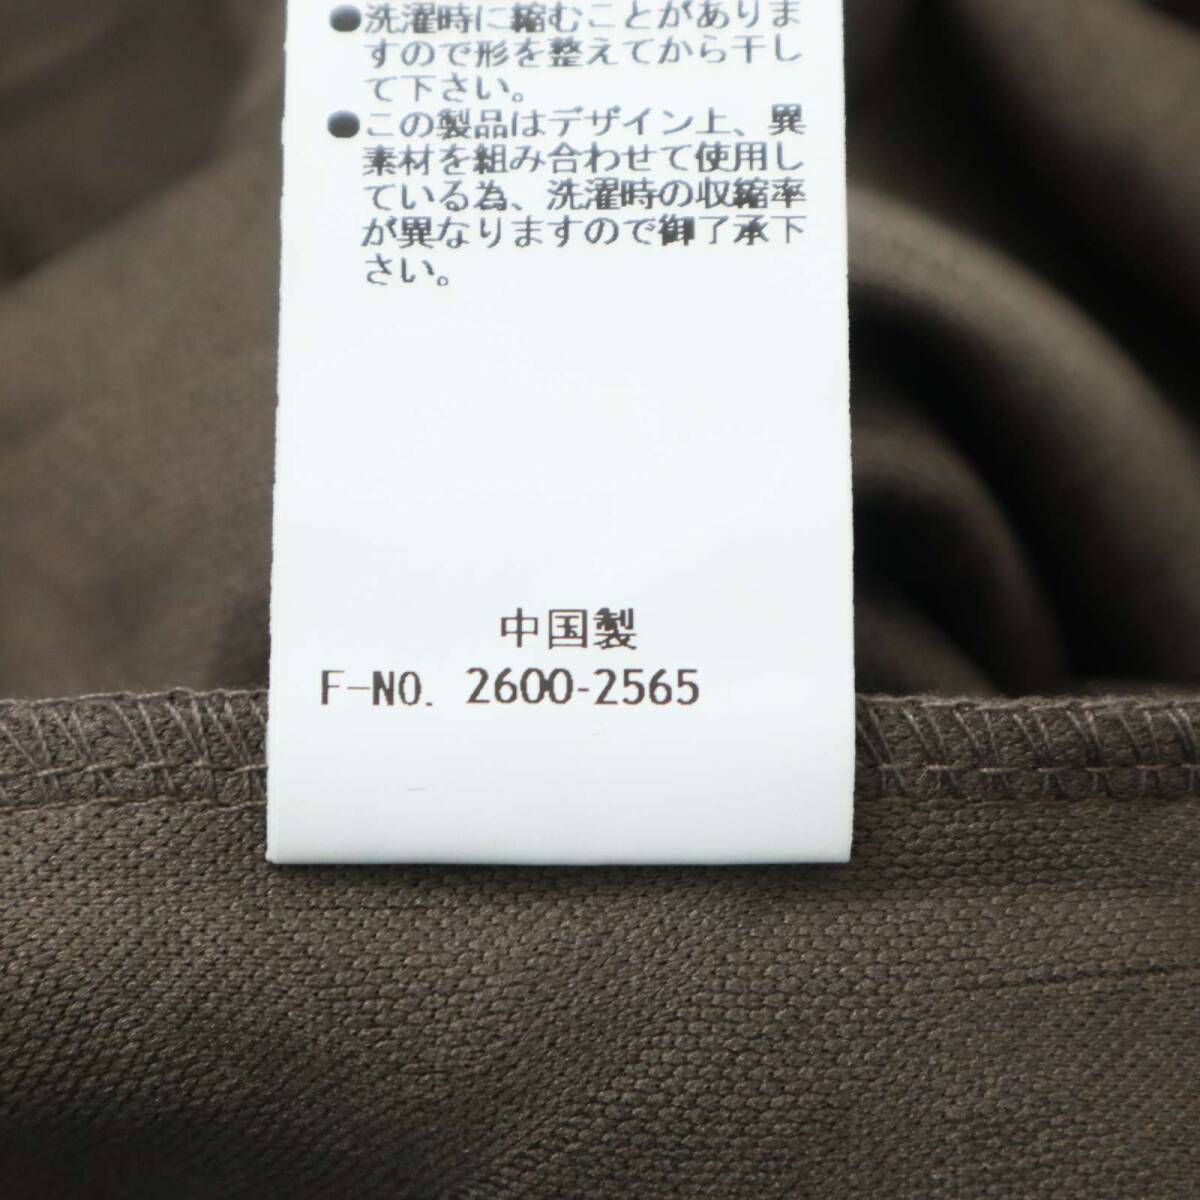 ●洗濯時に縮むことがありま
すので形を整えてから干し
て下さい。
●この製品はデザイン上、異
素材を組み合わせて使用し
ている為、洗濯時の収縮率
が異なりますので御了承下
さい。
中国製
F-NO. 2600-2565